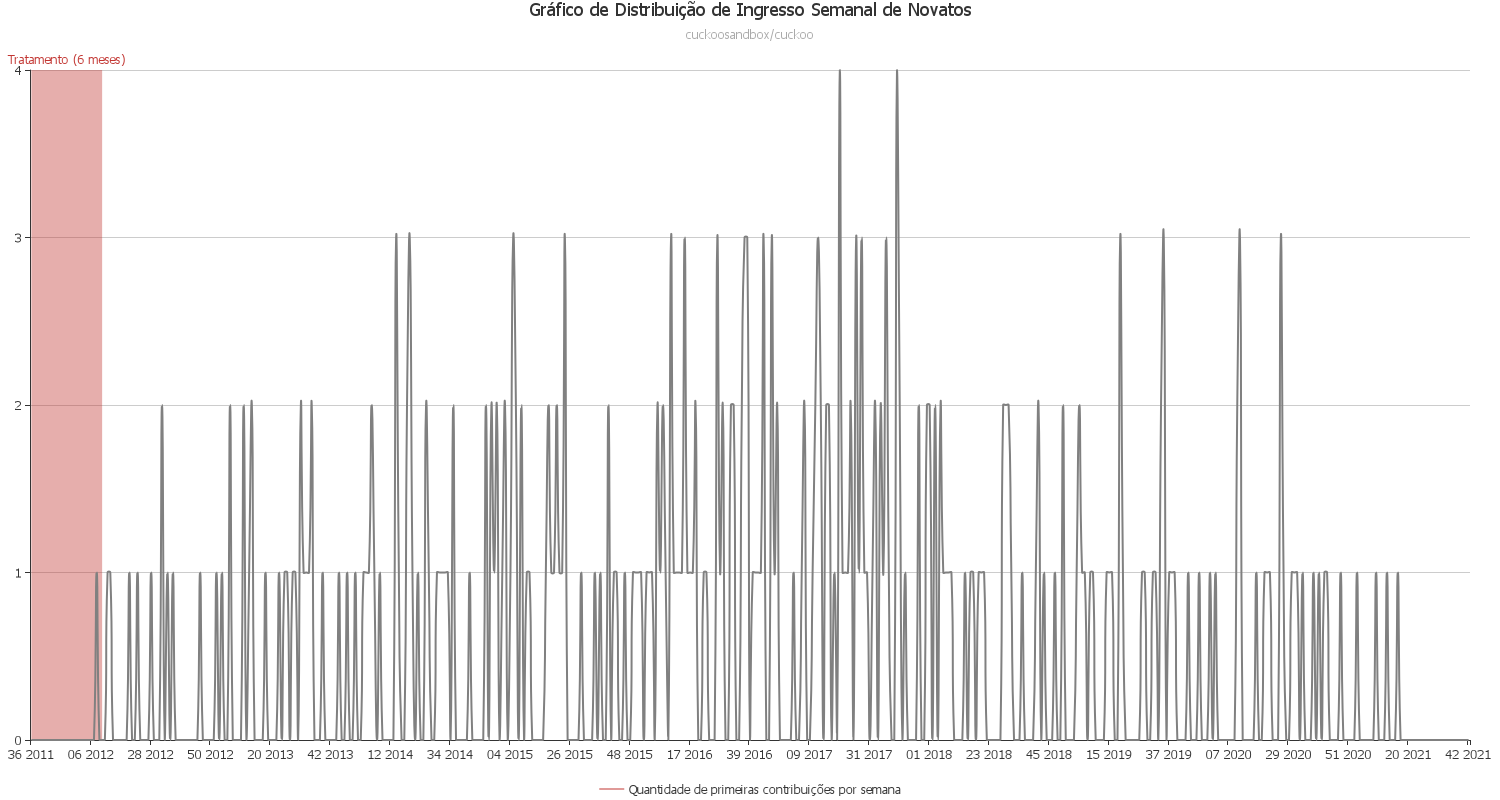 Gráfico de Distribuição de Ingresso Semanal de Novatos
cuckoosandbox/cuckoo
Tratamento (6 meses)
4
3
2
1
0
36 2011 06 2012 28 2012 50 2012 20 2013 42 2013 12 2014 34 2014 04 2015 26 2015 48 2015 17 2016 39 2016 09 2017 31 2017 01 2018 23 2018 45 2018 15 2019 37 2019 07 2020 29 2020 51 2020 20 2021 42 2021
Quantidade de primeiras contribuições por semana